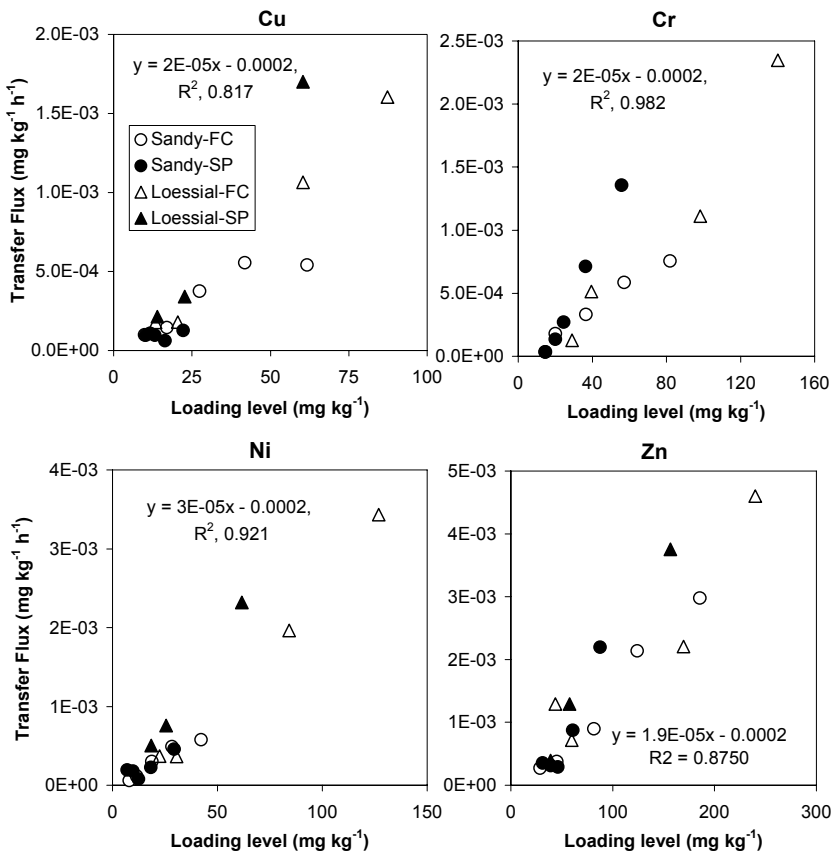 Cu
2.0E-03
1.5E-03
1.0E-03
5.0E-04
0.0E+00
Transfer Flux (mg kg⁻¹ h⁻¹)
y = 2E-05x - 0.0002,
R², 0.817
Sandy-FC
Sandy-SP
Loessial-FC
Loessial-SP
0 25 50 75 100
Loading level (mg kg⁻¹)
Cr
2.5E-03
2.0E-03
1.5E-03
1.0E-03
5.0E-04
0.0E+00
y = 2E-05x - 0.0002,
R², 0.982
0 40 80 120 160
Loading level (mg kg⁻¹)
Ni
4E-03
3E-03
2E-03
1E-03
0E+00
Transfer Flux (mg kg⁻¹ h⁻¹)
y = 3E-05x - 0.0002,
R², 0.921
0 50 100 150
Loading level (mg kg⁻¹)
Zn
5E-03
4E-03
3E-03
2E-03
1E-03
0E+00
y = 1.9E-05x - 0.0002
R2 = 0.8750
0 100 200 300
Loading level (mg kg⁻¹)